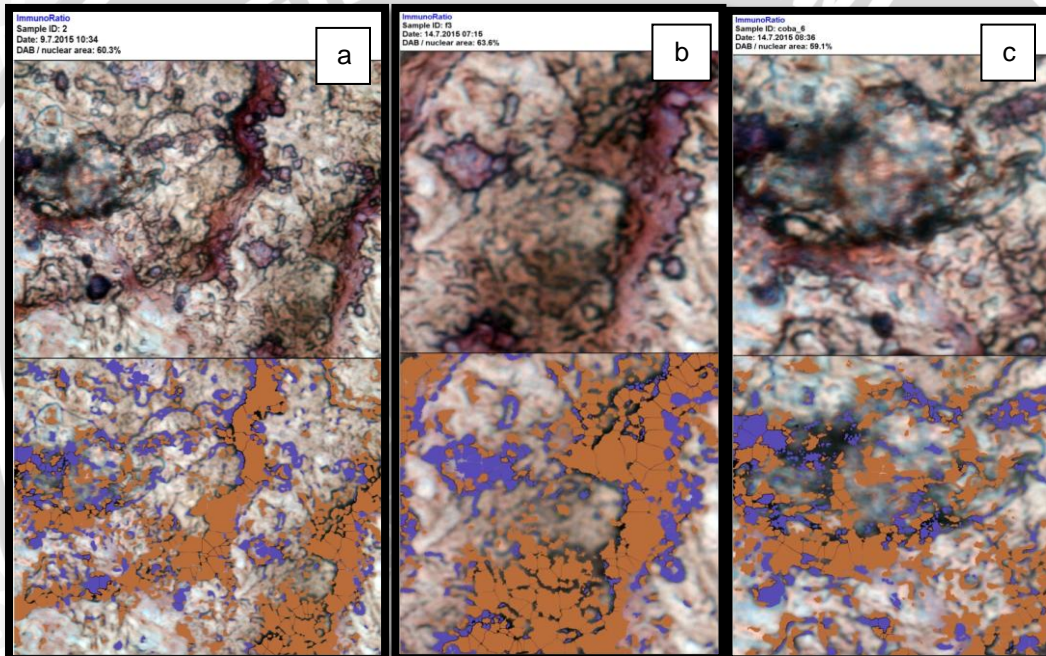 ImmunoRatio
Sample ID: 2
Date: 9.7.2015 10:34
DAB / nuclear area: 60.3%
a
ImmunoRatio
Sample ID: f3
Date: 14.7.2015 07:15
DAB / nuclear area: 63.6%
b
ImmunoRatio
Sample ID: coba_6
Date: 14.7.2015 08:36
DAB / nuclear area: 59.1%
c